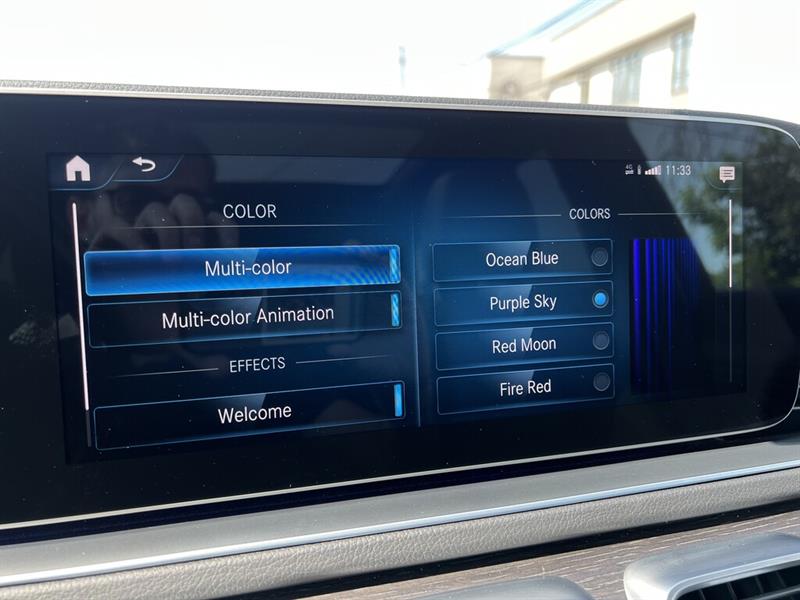 4G
11:33
COLOR
Multi-color
Multi-color Animation
EFFECTS
Welcome
COLORS
Ocean Blue
Purple Sky
Red Moon
Fire Red